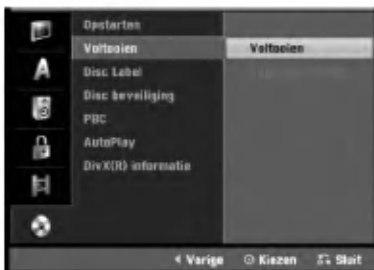 Opstarten
Voltooien Voltooien
Disc Label
Disc beveiliging
PBC
AutoPlay
DivX(R) informatie
Vorige Kiezen Sluit